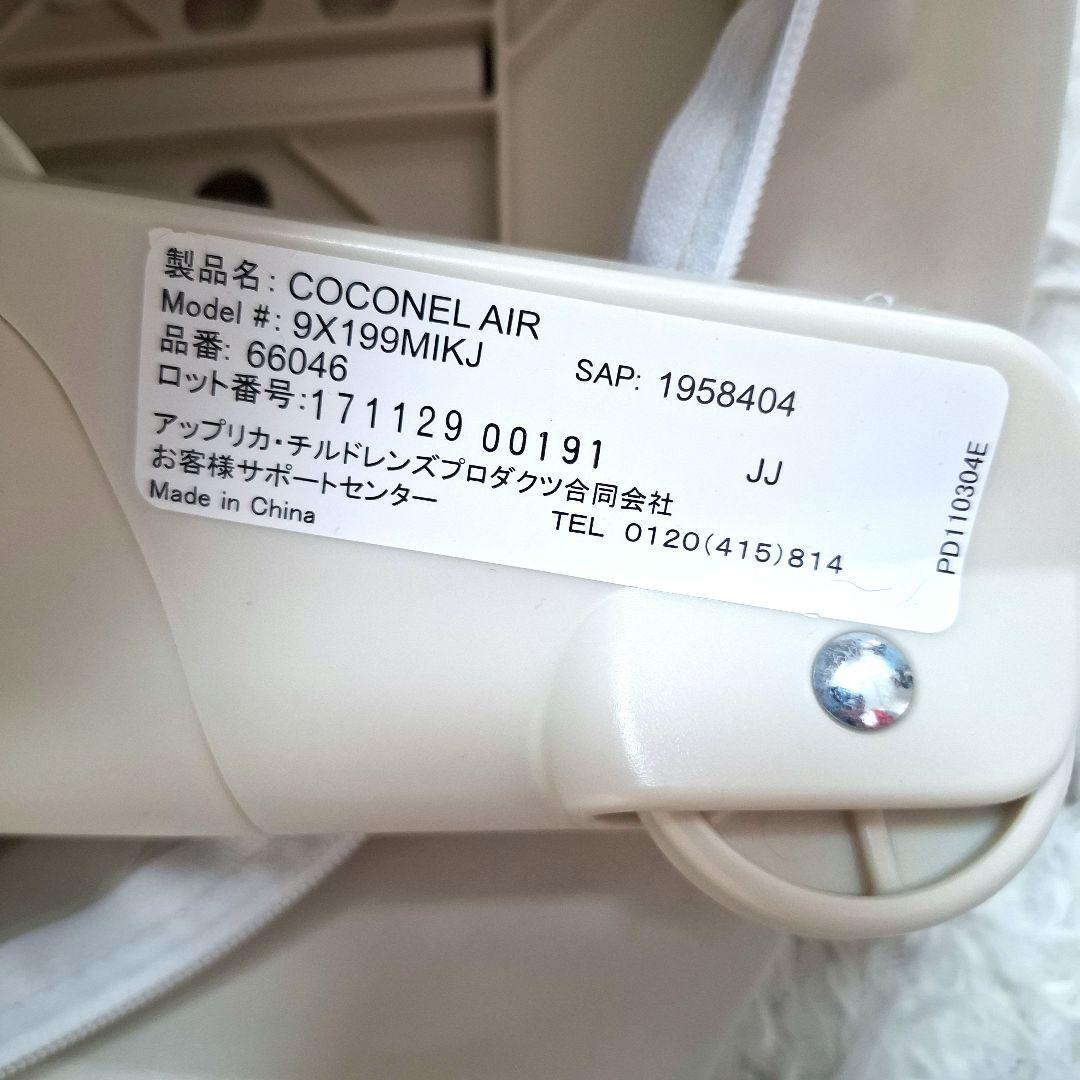 製品名: COCONEL AIR
Model #: 9X199MIKJ
品番: 66046 SAP: 1958404
ロット番号:171129 00191 JJ
アップリカ・チルドレンズプロダクツ合同会社
お客様サポートセンター TEL 0120(415)814
Made in China
PD110304E